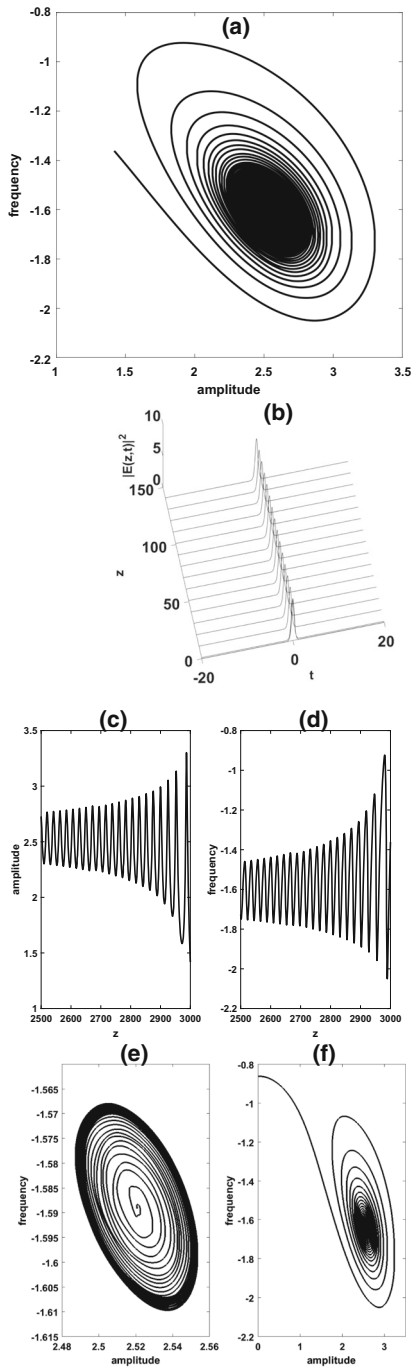 (a)
-0.8
-1
-1.2
-1.4
-1.6
-1.8
-2
-2.2
frequency
1 1.5 2 2.5 3 3.5
amplitude
(b)
10
5
0
|E(z,t)|²
150
100
50
0
z
-20 0 20
t
(c)
3.5
3
2.5
2
1.5
1
amplitude
2500 2600 2700 2800 2900 3000
z
(d)
-0.8
-1
-1.2
-1.4
-1.6
-1.8
-2
-2.2
frequency
2500 2600 2700 2800 2900 3000
z
(e)
-1.565
-1.57
-1.575
-1.58
-1.585
-1.59
-1.595
-1.6
-1.605
-1.61
-1.615
frequency
2.48 2.5 2.52 2.54 2.56
amplitude
(f)
-0.8
-1
-1.2
-1.4
-1.6
-1.8
-2
-2.2
frequency
0 1 2 3
amplitude